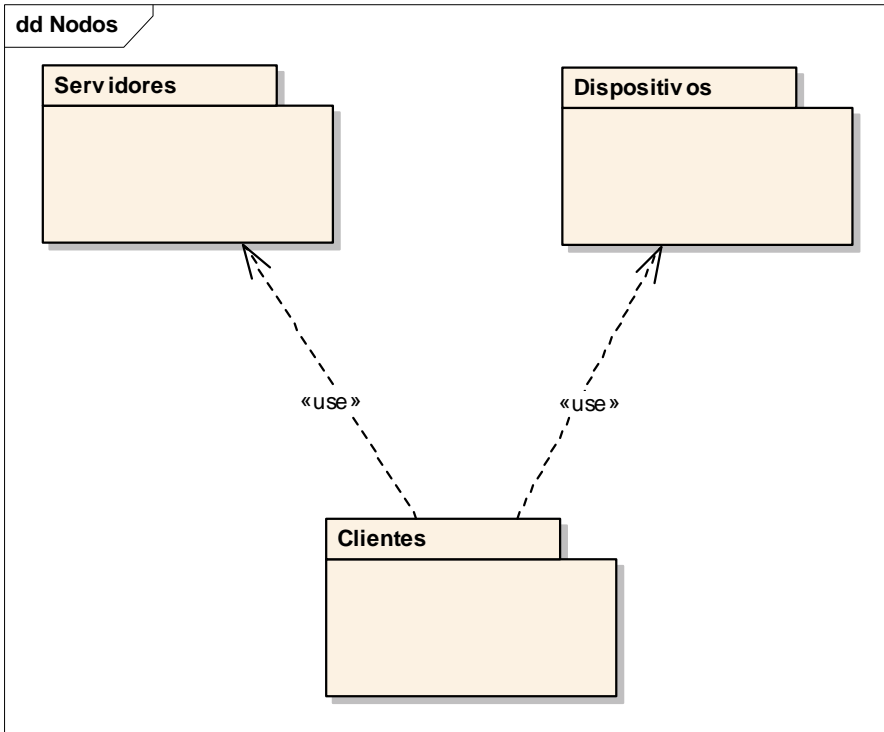 dd Nodos
Servidores
Dispositivos
«use»
«use»
Clientes